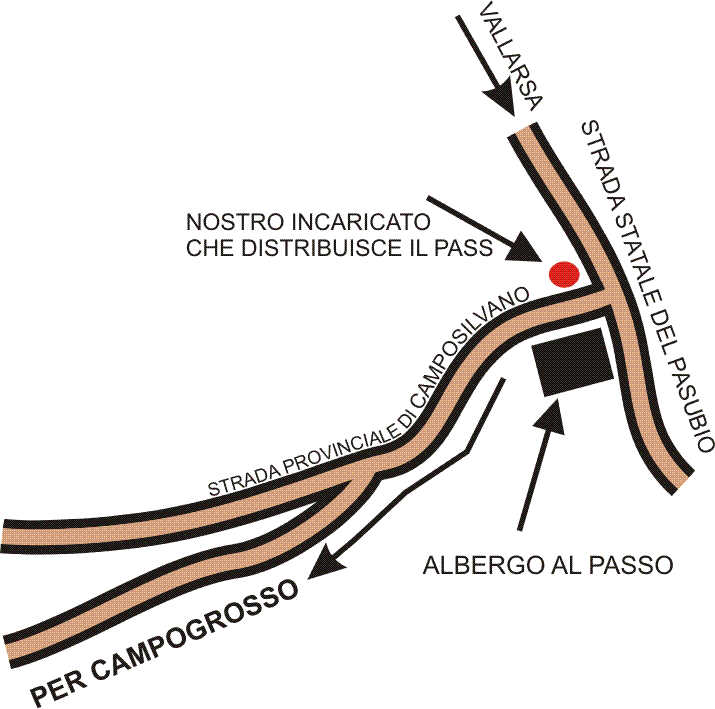 VALLARSA
STRADA STATALE DEL PASUBIO
NOSTRO INCARICATO
CHE DISTRIBUISCE IL PASS
STRADA PROVINCIALE DI CAMPOSILVANO
ALBERGO AL PASSO
PER CAMPOGROSSO